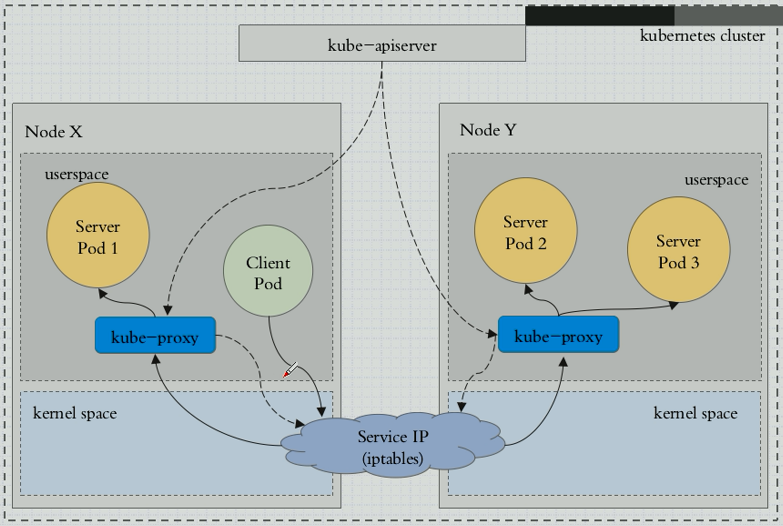 kubernetes cluster
kube-apiserver
Node X
userspace
Server
Pod 1
Client
Pod
kube-proxy
kernel space
Node Y
userspace
Server
Pod 2
Server
Pod 3
kube-proxy
kernel space
Service IP
(iptables)